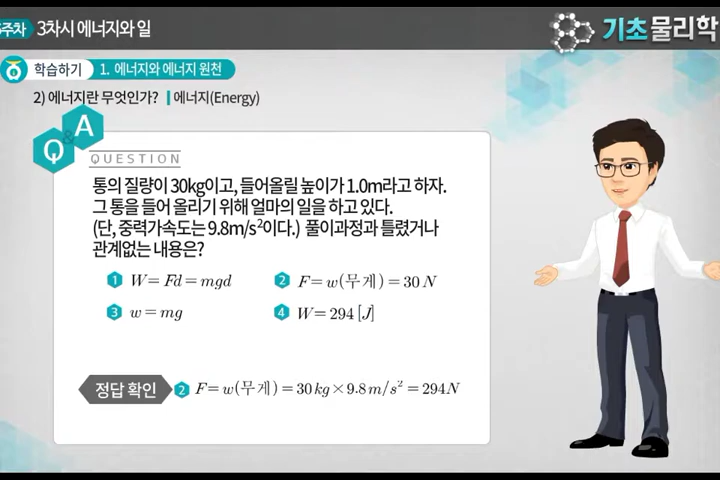 5주차 3차시 에너지와 일
기초물리학
학습하기 1. 에너지와 에너지 원천
2) 에너지란 무엇인가? 에너지(Energy)
Q&A
QUESTION
통의 질량이 30kg이고, 들어올릴 높이가 1.0m라고 하자.
그 통을 들어 올리기 위해 얼마의 일을 하고 있다.
(단, 중력가속도는 9.8m/s²이다.) 풀이과정과 틀렸거나
관계없는 내용은?
1 W = Fd = mgd 2 F = w(무게) = 30 N
3 w = mg 4 W = 294 [J]
정답 확인 2 F = w(무게) = 30 kg × 9.8 m/s² = 294N